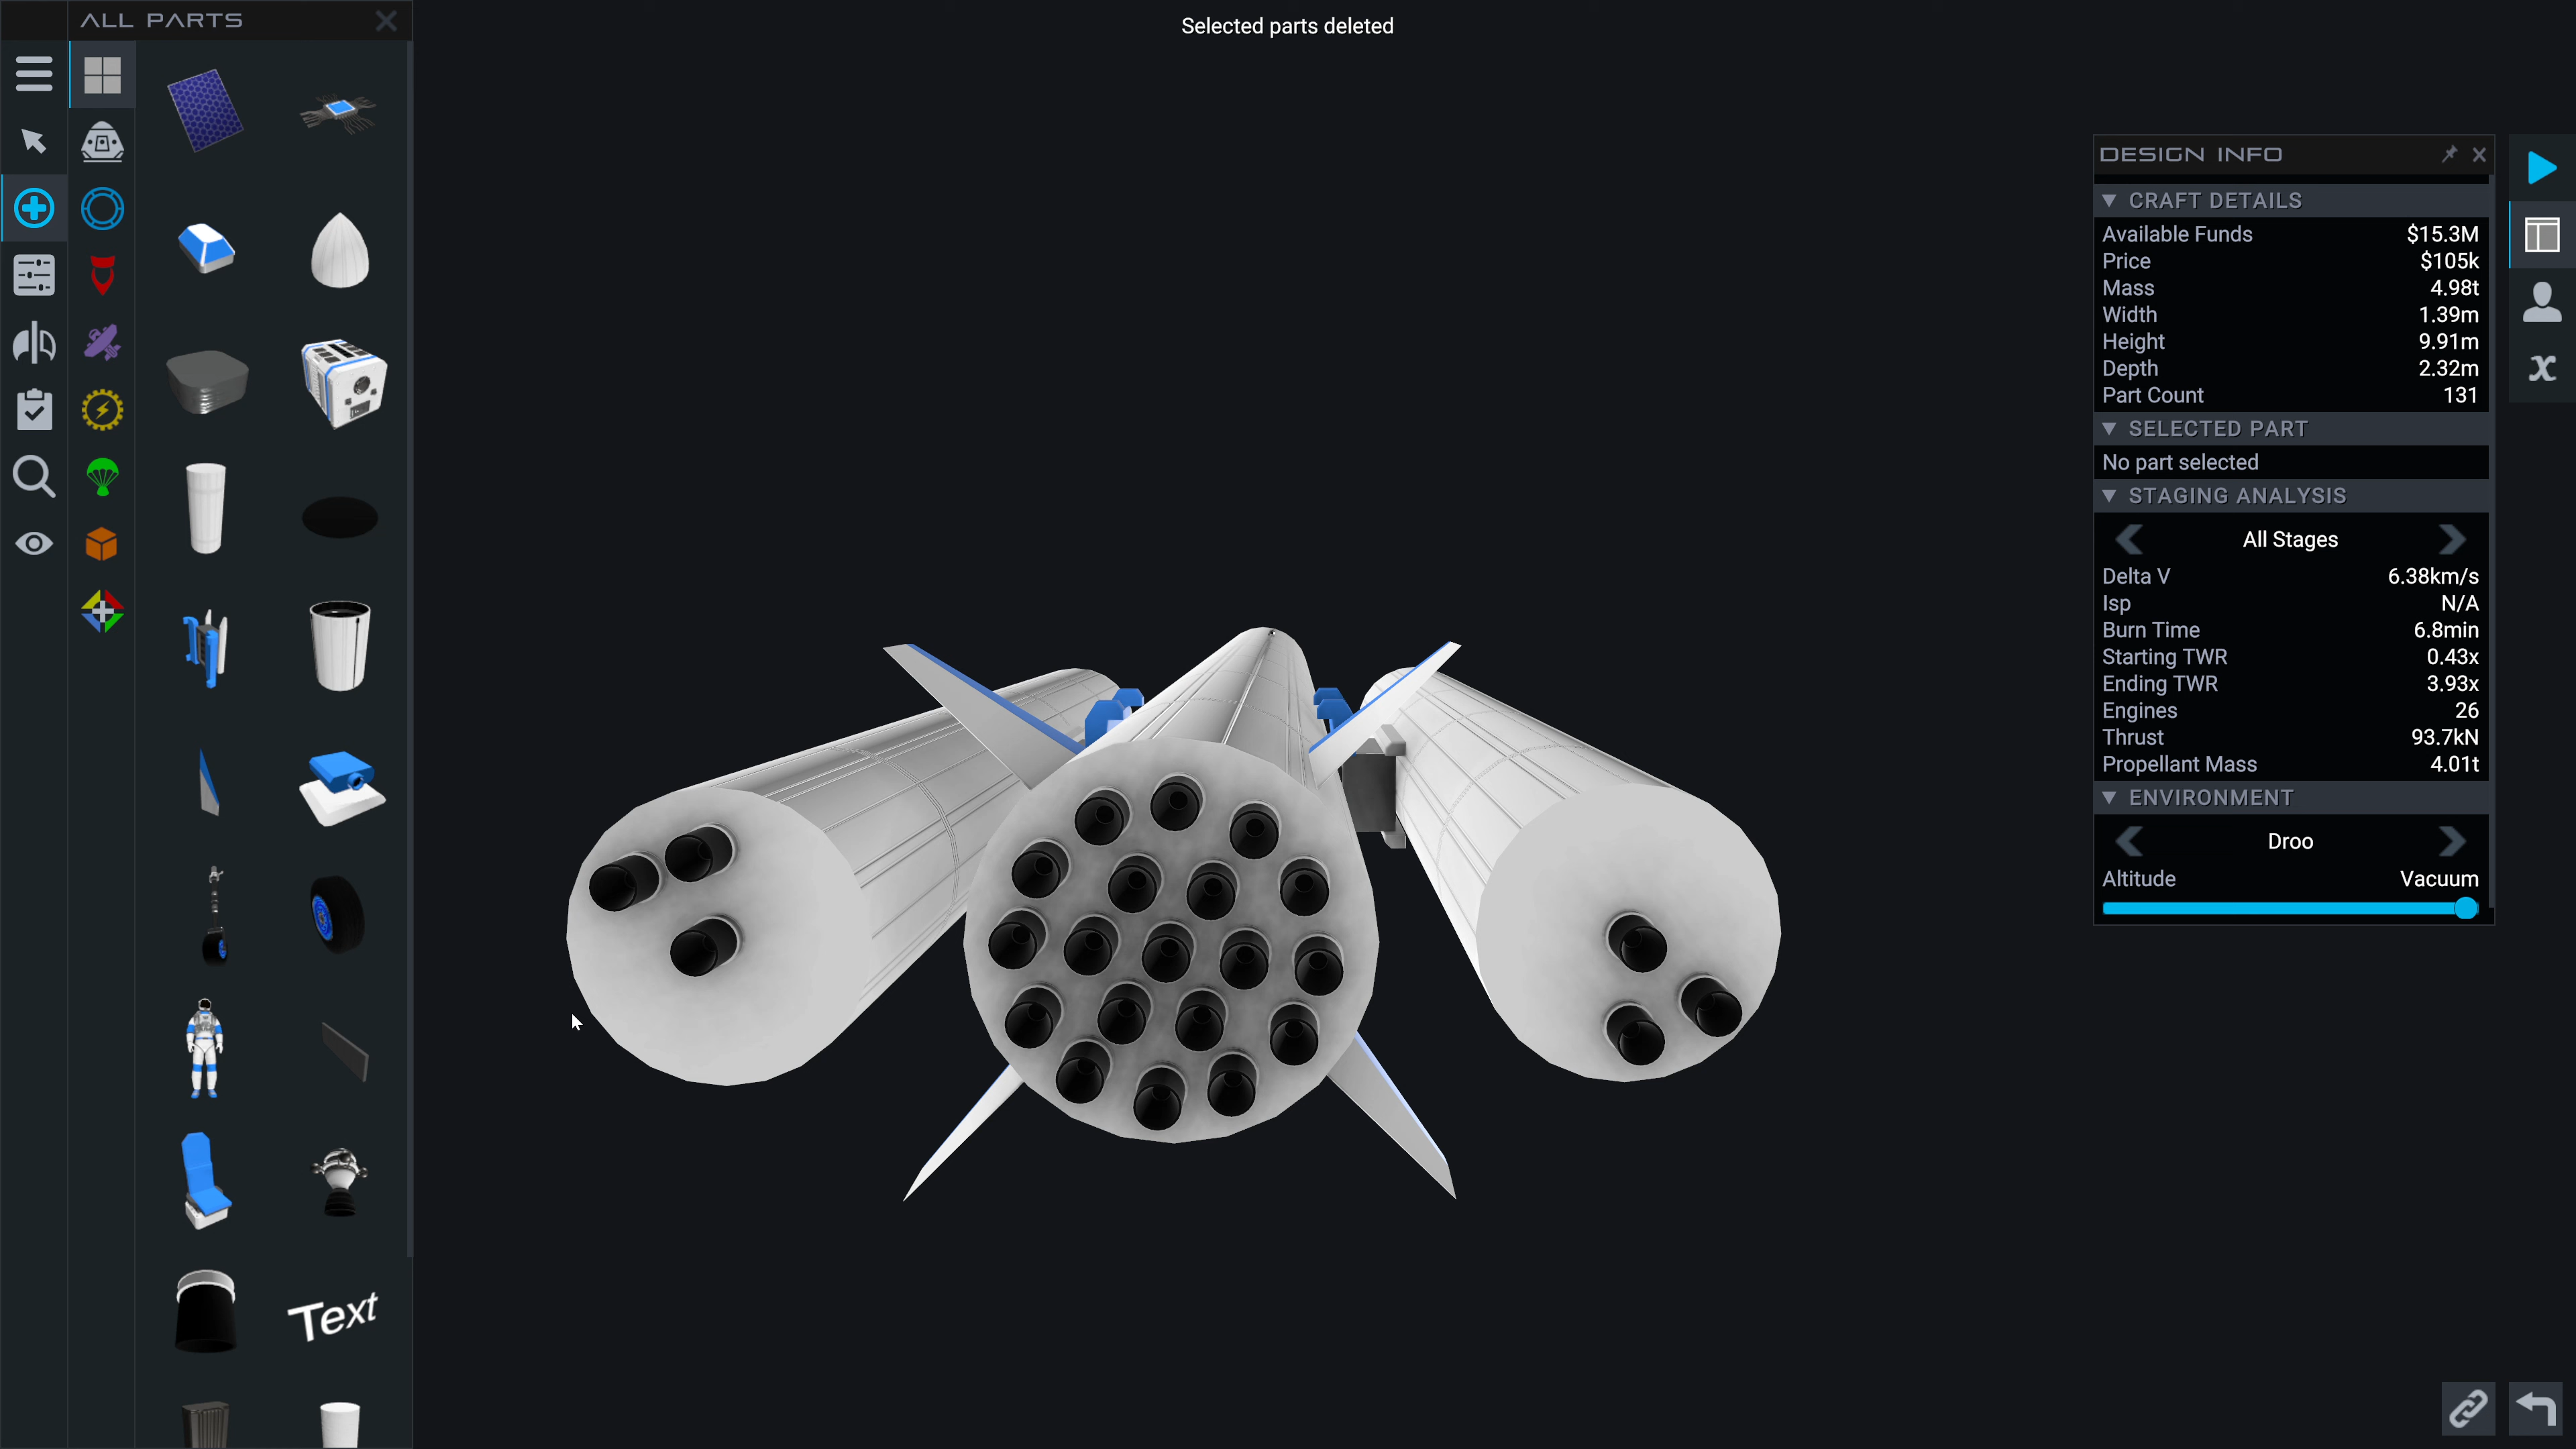 ALL PARTS
Selected parts deleted
Text
DESIGN INFO
CRAFT DETAILS
Available Funds $15.3M
Price $105k
Mass 4.98t
Width 1.39m
Height 9.91m
Depth 2.32m
Part Count 131
SELECTED PART
No part selected
STAGING ANALYSIS
All Stages
Delta V 6.38km/s
Isp N/A
Burn Time 6.8min
Starting TWR 0.43x
Ending TWR 3.93x
Engines 26
Thrust 93.7kN
Propellant Mass 4.01t
ENVIRONMENT
Droo
Altitude Vacuum
x